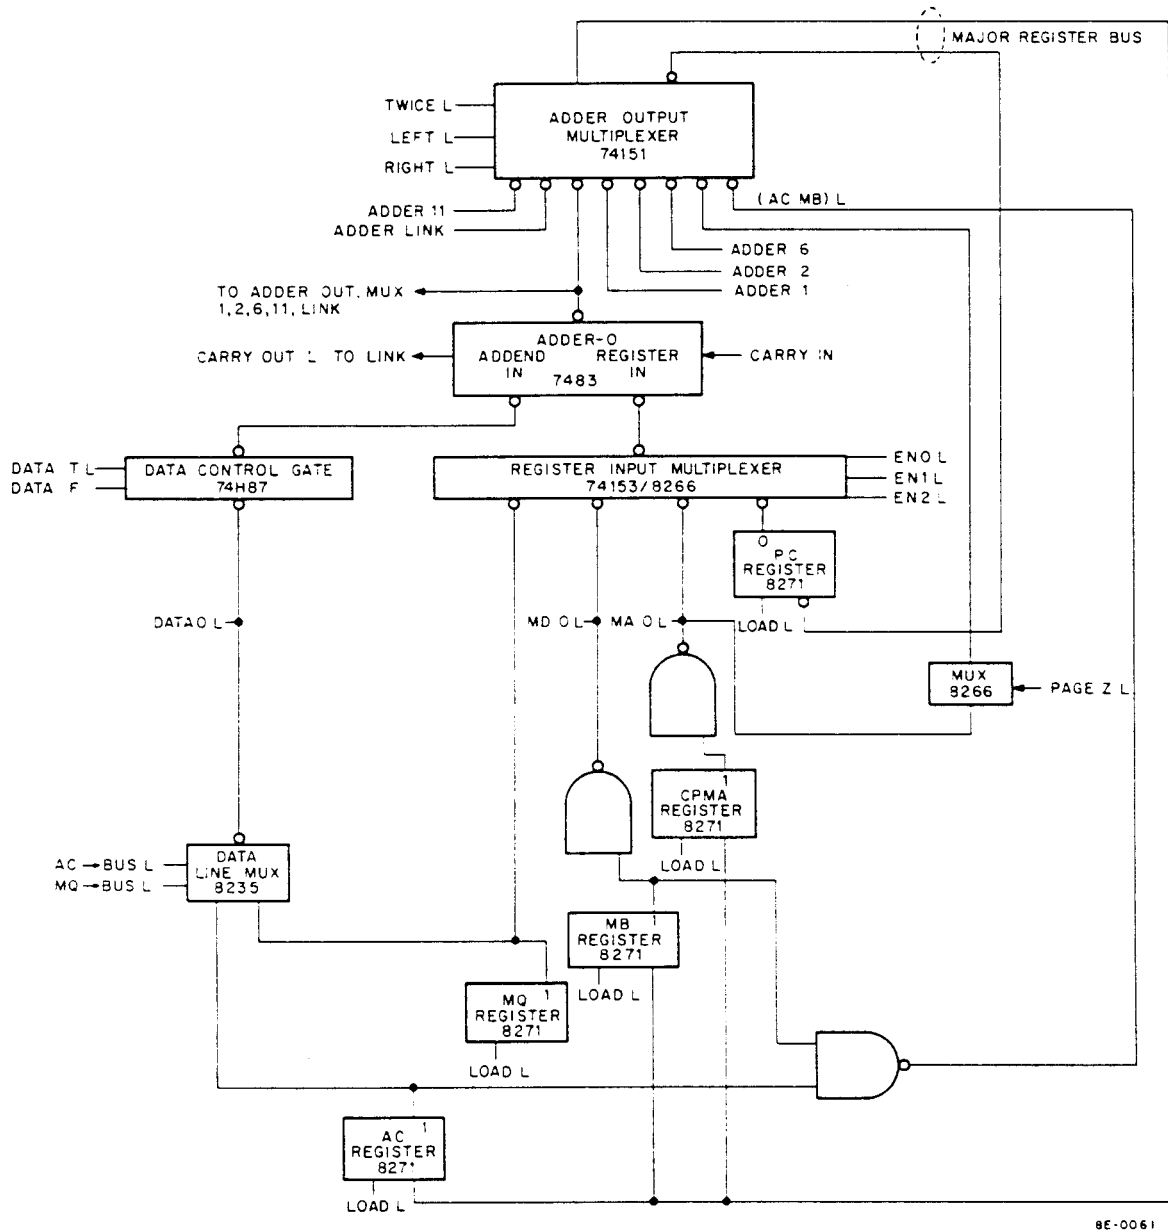 MAJOR REGISTER BUS
TWICE L
LEFT L
RIGHT L
ADDER OUTPUT
MULTIPLEXER
74151
(AC MB) L
ADDER 11
ADDER LINK
ADDER 6
ADDER 2
ADDER 1
TO ADDER OUT. MUX
1,2,6,11, LINK
ADDER-0
ADDEND REGISTER
IN IN
7483
CARRY OUT L TO LINK
CARRY IN
DATA T L
DATA F
DATA CONTROL GATE
74H87
REGISTER INPUT MULTIPLEXER
74153/8266
EN0 L
EN1 L
EN2 L
0
PC
REGISTER
8271
LOAD L
DATA 0 L
MD 0 L
MA 0 L
MUX
8266
PAGE Z L
1
CPMA
REGISTER
8271
LOAD L
AC → BUS L
MQ → BUS L
DATA
LINE MUX
8235
MB
REGISTER
8271
LOAD L
MQ 1
REGISTER
8271
LOAD L
AC 1
REGISTER
8271
LOAD L
8E-0061